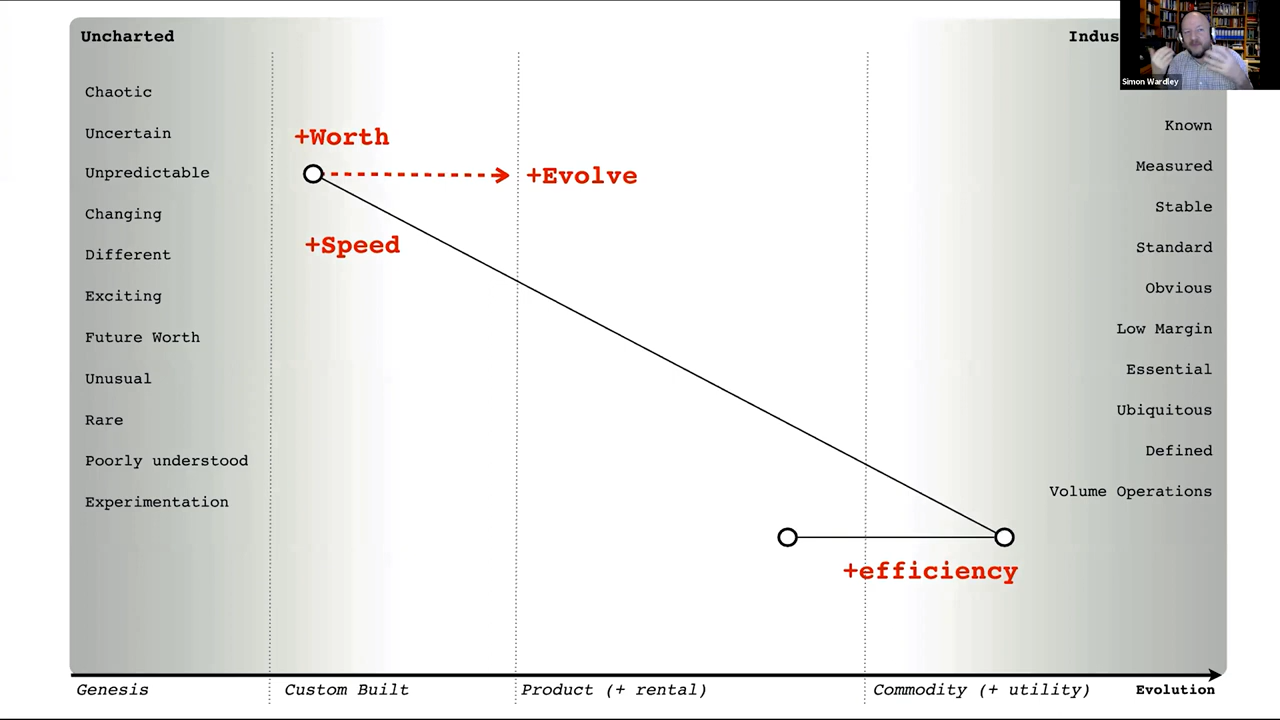 Uncharted
Indus
Simon Wardley
Chaotic
Uncertain
Unpredictable
Changing
Different
Exciting
Future Worth
Unusual
Rare
Poorly understood
Experimentation
+Worth
+Evolve
+Speed
+efficiency
Known
Measured
Stable
Standard
Obvious
Low Margin
Essential
Ubiquitous
Defined
Volume Operations
Genesis
Custom Built
Product (+ rental)
Commodity (+ utility)
Evolution